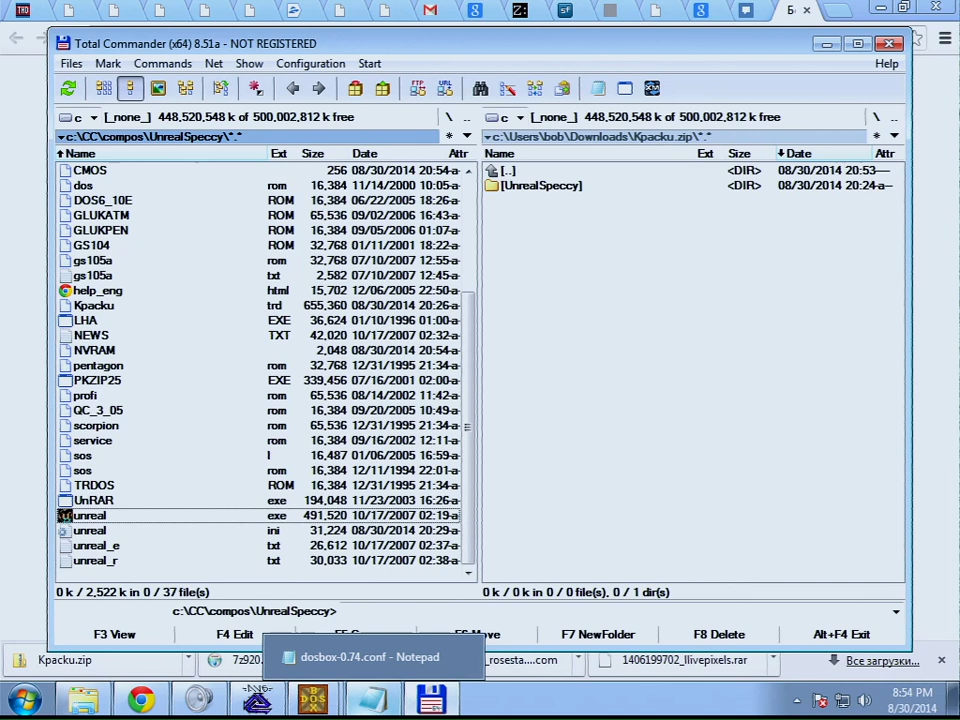 Total Commander (x64) 8.51a - NOT REGISTERED
Files Mark Commands Net Show Configuration Start Help
c [_none_] 448,520,548 k of 500,002,812 k free \ ..
c [_none_] 448,520,548 k of 500,002,812 k free \ ..
c:\CC\compos\UnrealSpeccy\*.* *
c:\Users\bob\Downloads\Kpacku.zip\*.* *
Name Ext Size Date Attr
Name Ext Size Date Attr
CMOS 256 08/30/2014 20:54-a-
dos rom 16,384 11/14/2000 10:05-a-
DOS6_10E ROM 16,384 06/22/2005 18:26-a-
GLUKATM ROM 65,536 09/02/2006 16:43-a-
GLUKPEN ROM 65,536 09/05/2006 01:07-a-
GS104 ROM 32,768 01/11/2001 18:22-a-
gs105a rom 32,768 07/10/2007 12:55-a-
gs105a txt 2,582 07/10/2007 12:45-a-
help_eng html 15,702 12/06/2005 22:50-a-
Kpacku trd 655,360 08/30/2014 20:26-a-
LHA EXE 36,624 01/10/1996 01:00-a-
NEWS TXT 42,020 10/17/2007 02:32-a-
NVRAM 2,048 08/30/2014 20:54-a-
pentagon rom 32,768 12/31/1995 21:34-a-
PKZIP25 EXE 339,456 07/16/2001 02:00-a-
profi rom 65,536 08/14/2002 11:42-a-
QC_3_05 rom 16,384 09/20/2005 10:49-a-
scorpion rom 65,536 12/31/1995 21:34-a-
service rom 16,384 09/16/2002 12:11-a-
sos l 16,487 01/06/2005 16:59-a-
sos rom 16,384 12/11/1994 22:01-a-
TRDOS ROM 16,384 12/31/1995 21:34-a-
UnRAR exe 194,048 11/23/2003 16:26-a-
unreal exe 491,520 10/17/2007 02:19-a-
unreal ini 31,224 08/30/2014 20:29-a-
unreal_e txt 26,612 10/17/2007 02:37-a-
unreal_r txt 30,033 10/17/2007 02:38-a-
[..] <DIR> 08/30/2014 20:53----
[UnrealSpeccy] <DIR> 08/30/2014 20:24-a--
0 k / 2,522 k in 0 / 37 file(s)
0 k / 0 k in 0 / 0 file(s), 0 / 1 dir(s)
c:\CC\compos\UnrealSpeccy>
F3 View F4 Edit Move F7 NewFolder F8 Delete Alt+F4 Exit
dosbox-0.74.conf - Notepad
Kpacku.zip 7z920. _rosesta....com 1406199702_llivepixels.rar Все загрузки...
8:54 PM
8/30/2014